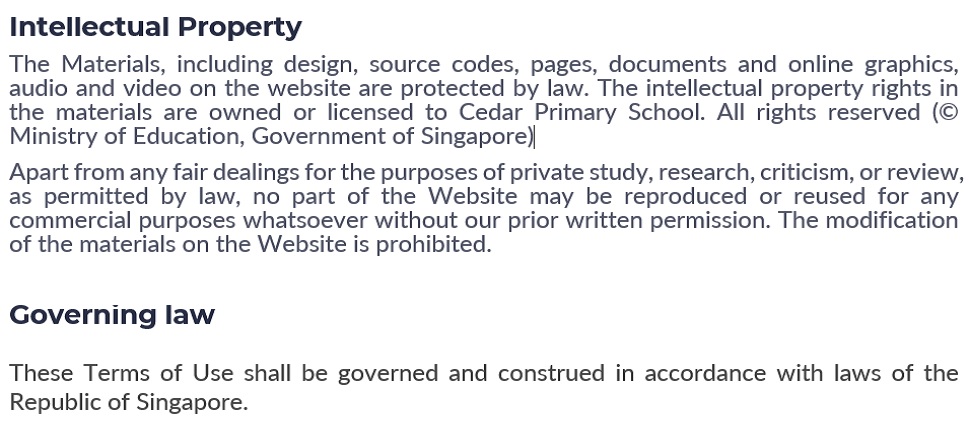 Intellectual Property
The Materials, including design, source codes, pages, documents and online graphics,
audio and video on the website are protected by law. The intellectual property rights in
the materials are owned or licensed to Cedar Primary School. All rights reserved (©
Ministry of Education, Government of Singapore)
Apart from any fair dealings for the purposes of private study, research, criticism, or review,
as permitted by law, no part of the Website may be reproduced or reused for any
commercial purposes whatsoever without our prior written permission. The modification
of the materials on the Website is prohibited.
Governing law
These Terms of Use shall be governed and construed in accordance with laws of the
Republic of Singapore.